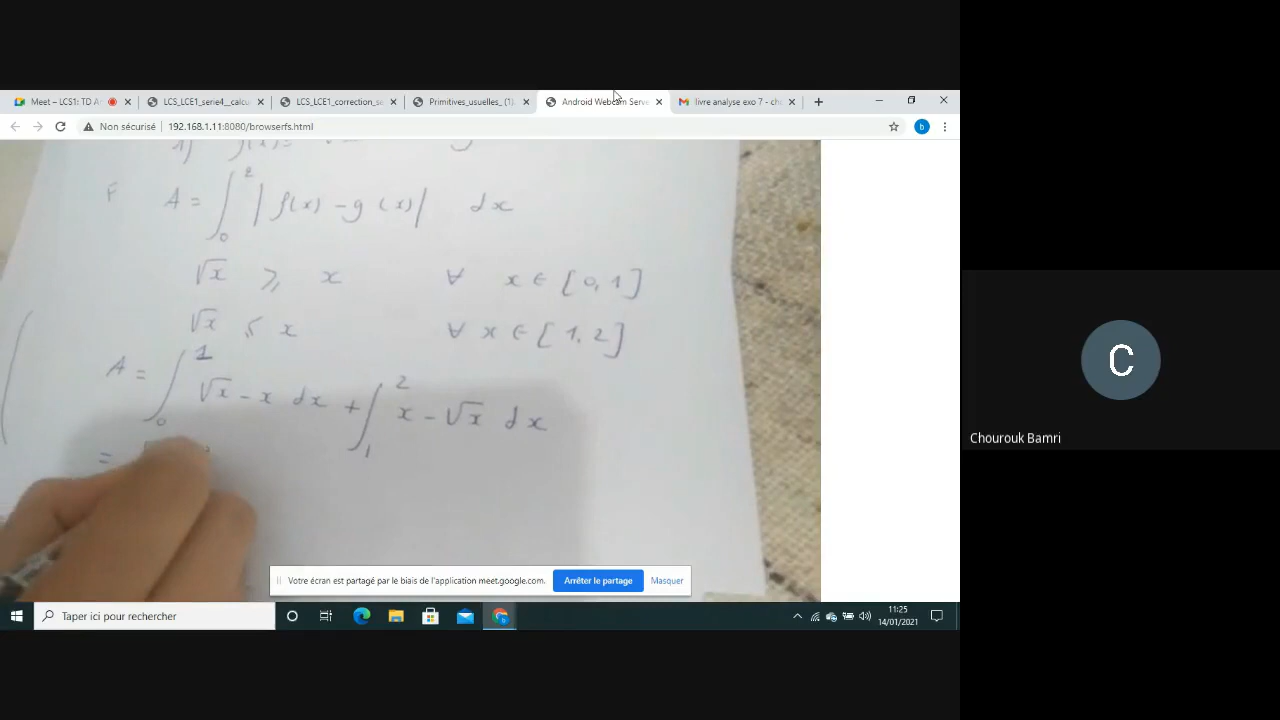 Meet – LCS1: TD A
LCS_LCE1_serie4__calcu
LCS_LCE1_correction_se
Primitives_usuelles_ (1).
Android Webcam Serve
livre analyse exo 7 - ch
Non sécurisé 192.168.1.11:8080/browserfs.html
b
A = ∫₀² | f(x) – g(x) | dx
√x ⩾ x ∀ x ∈ [0,1]
√x ⩽ x ∀ x ∈ [1,2]
A = ∫₀¹ √x – x dx + ∫₁² x – √x dx
=
C
Chourouk Bamri
Votre écran est partagé par le biais de l'application meet.google.com. Arrêter le partage Masquer
Taper ici pour rechercher
11:25
14/01/2021